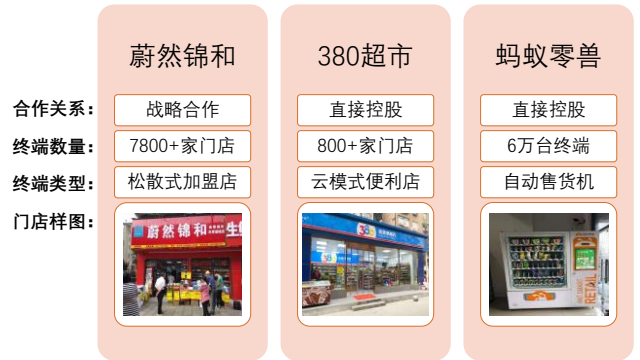 蔚然锦和
380超市
蚂蚁零兽
合作关系：
战略合作
直接控股
直接控股
终端数量：
7800+家门店
800+家门店
6万台终端
终端类型：
松散式加盟店
云模式便利店
自动售货机
门店样图：
蔚然锦和
生
RETAIL